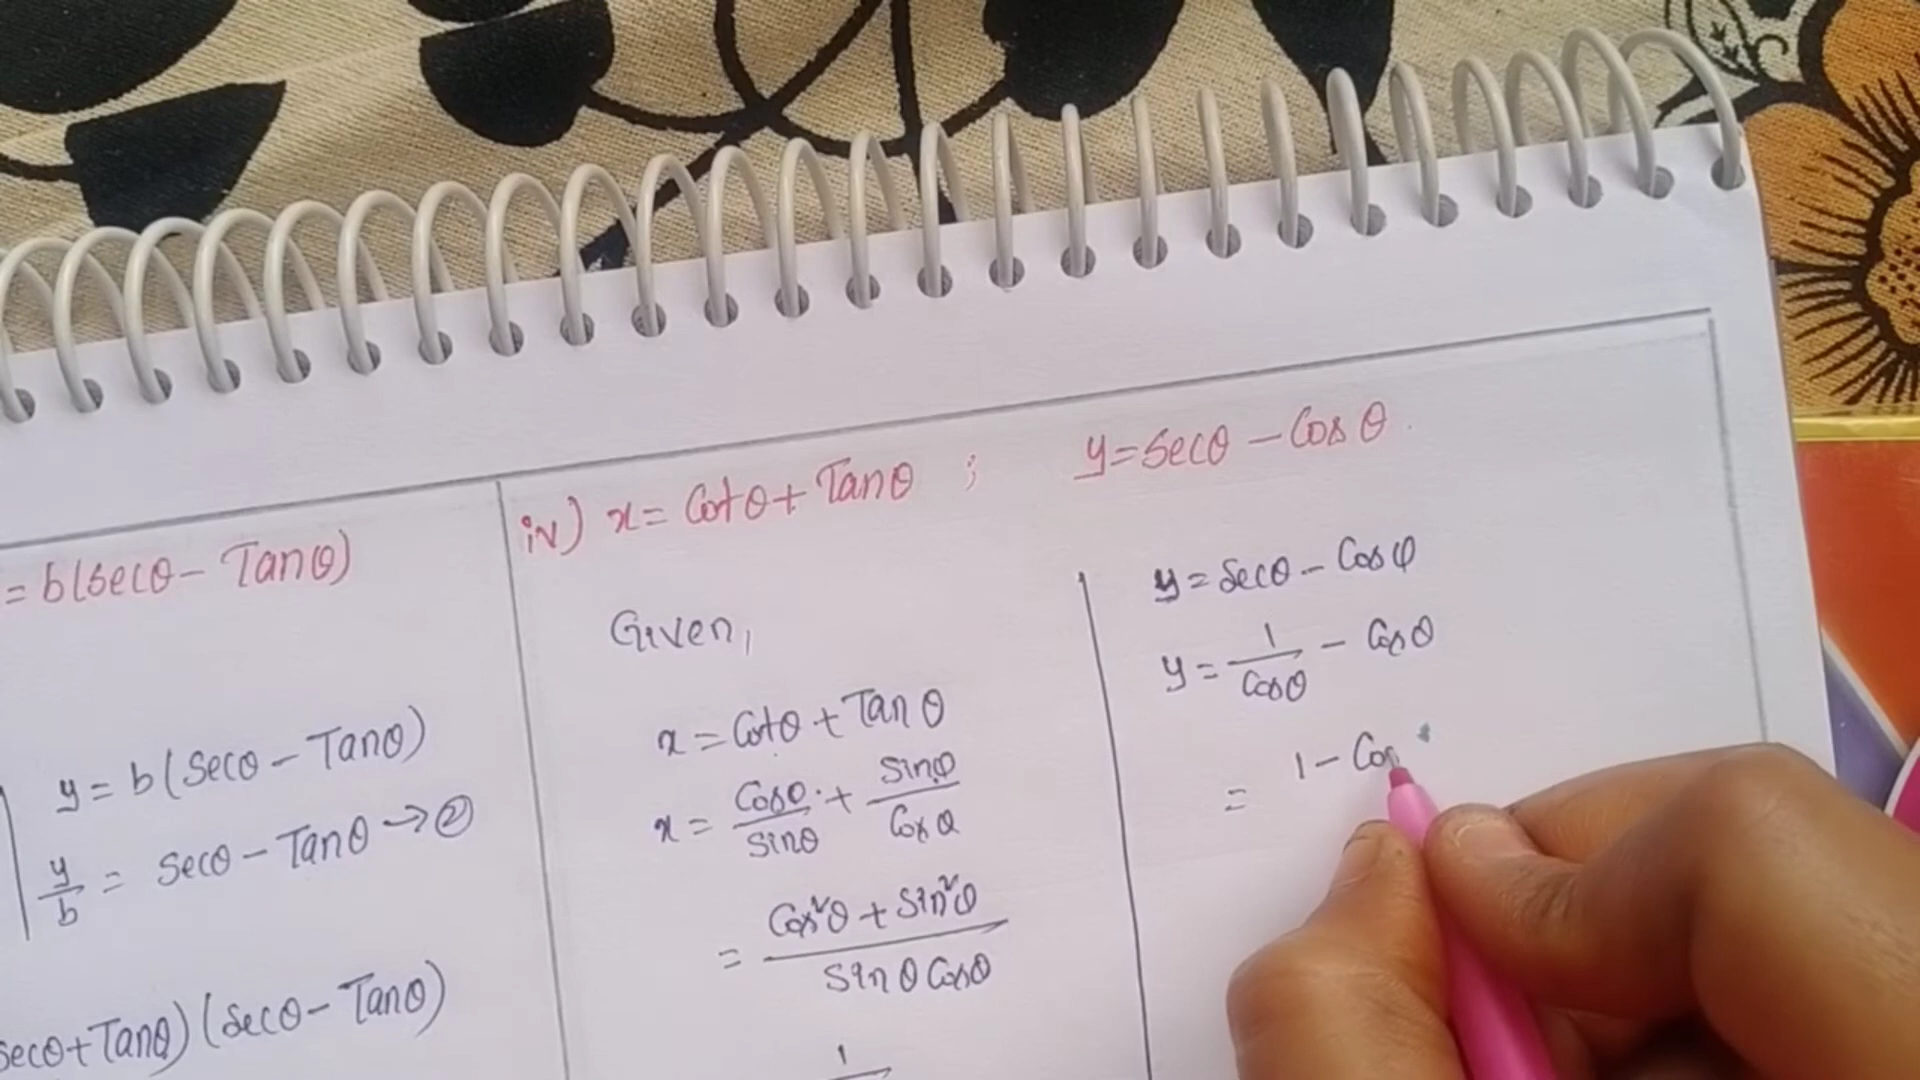 = b(Secθ - Tanθ)
y = b(Secθ - Tanθ)
y/b = Secθ - Tanθ → ②
Secθ + Tanθ) (Secθ - Tanθ)
iv) x = Cotθ + Tanθ ; y = Secθ - Cosθ.
Given,
x = Cotθ + Tanθ
x = Cosθ/Sinθ + Sinθ/Cosθ
= Cos²θ + Sin²θ / Sinθ Cosθ
1
y = Secθ - Cosθ
y = 1/Cosθ - Cosθ
= 1 - Cos